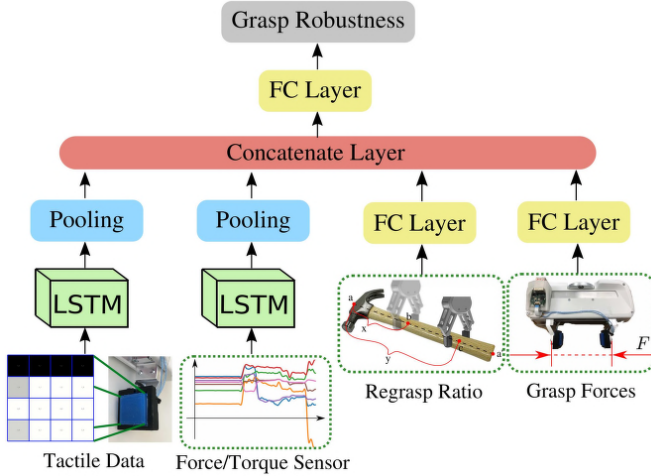 Grasp Robustness
FC Layer
Concatenate Layer
Pooling
Pooling
FC Layer
FC Layer
LSTM
LSTM
a
b
x
c
y
a
F
Regrasp Ratio
Grasp Forces
Tactile Data
Force/Torque Sensor